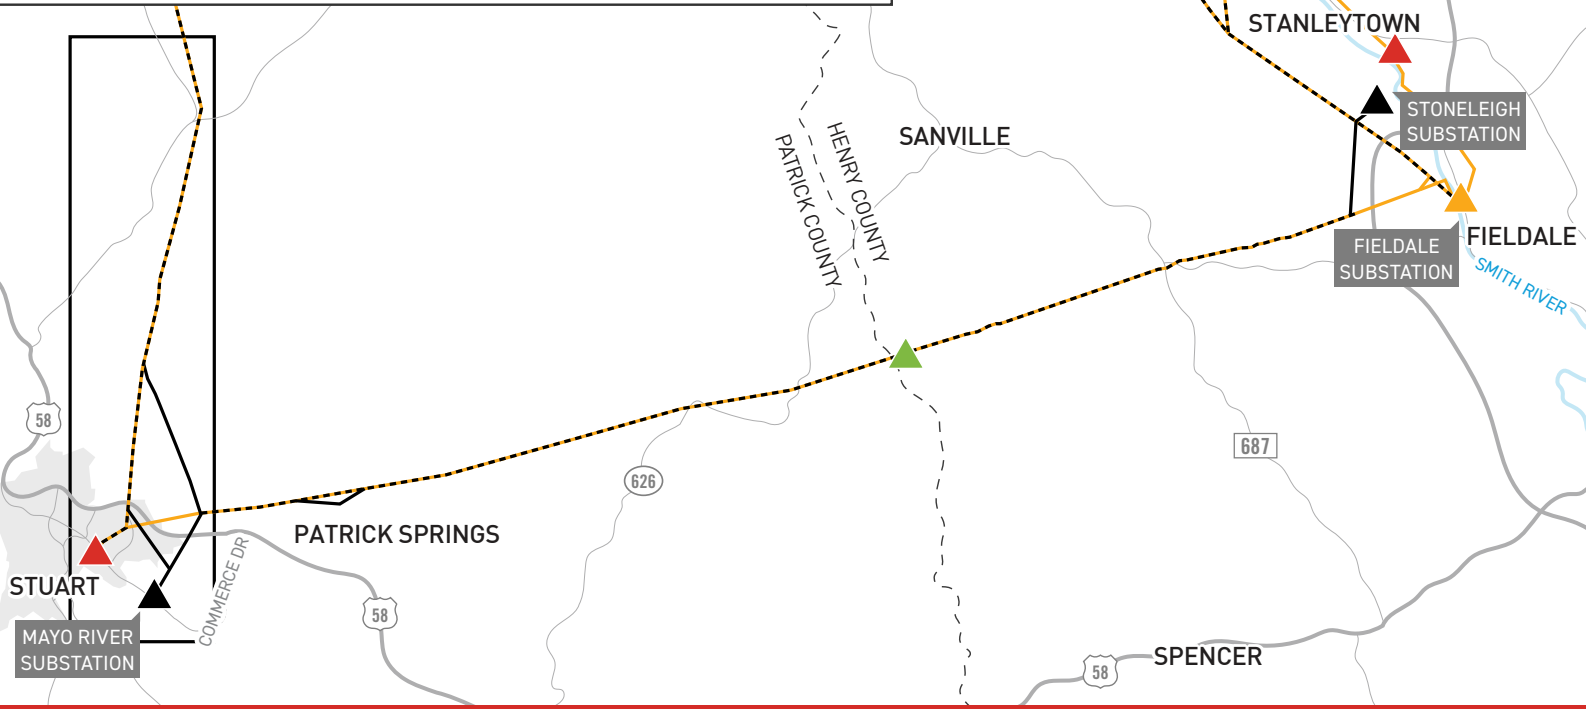 STANLEYTOWN
STONELEIGH
SUBSTATION
SANVILLE
HENRY COUNTY
PATRICK COUNTY
FIELDALE
FIELDALE
SUBSTATION
SMITH RIVER
58
687
626
PATRICK SPRINGS
STUART
COMMERCE DR
58
MAYO RIVER
SUBSTATION
SPENCER
58